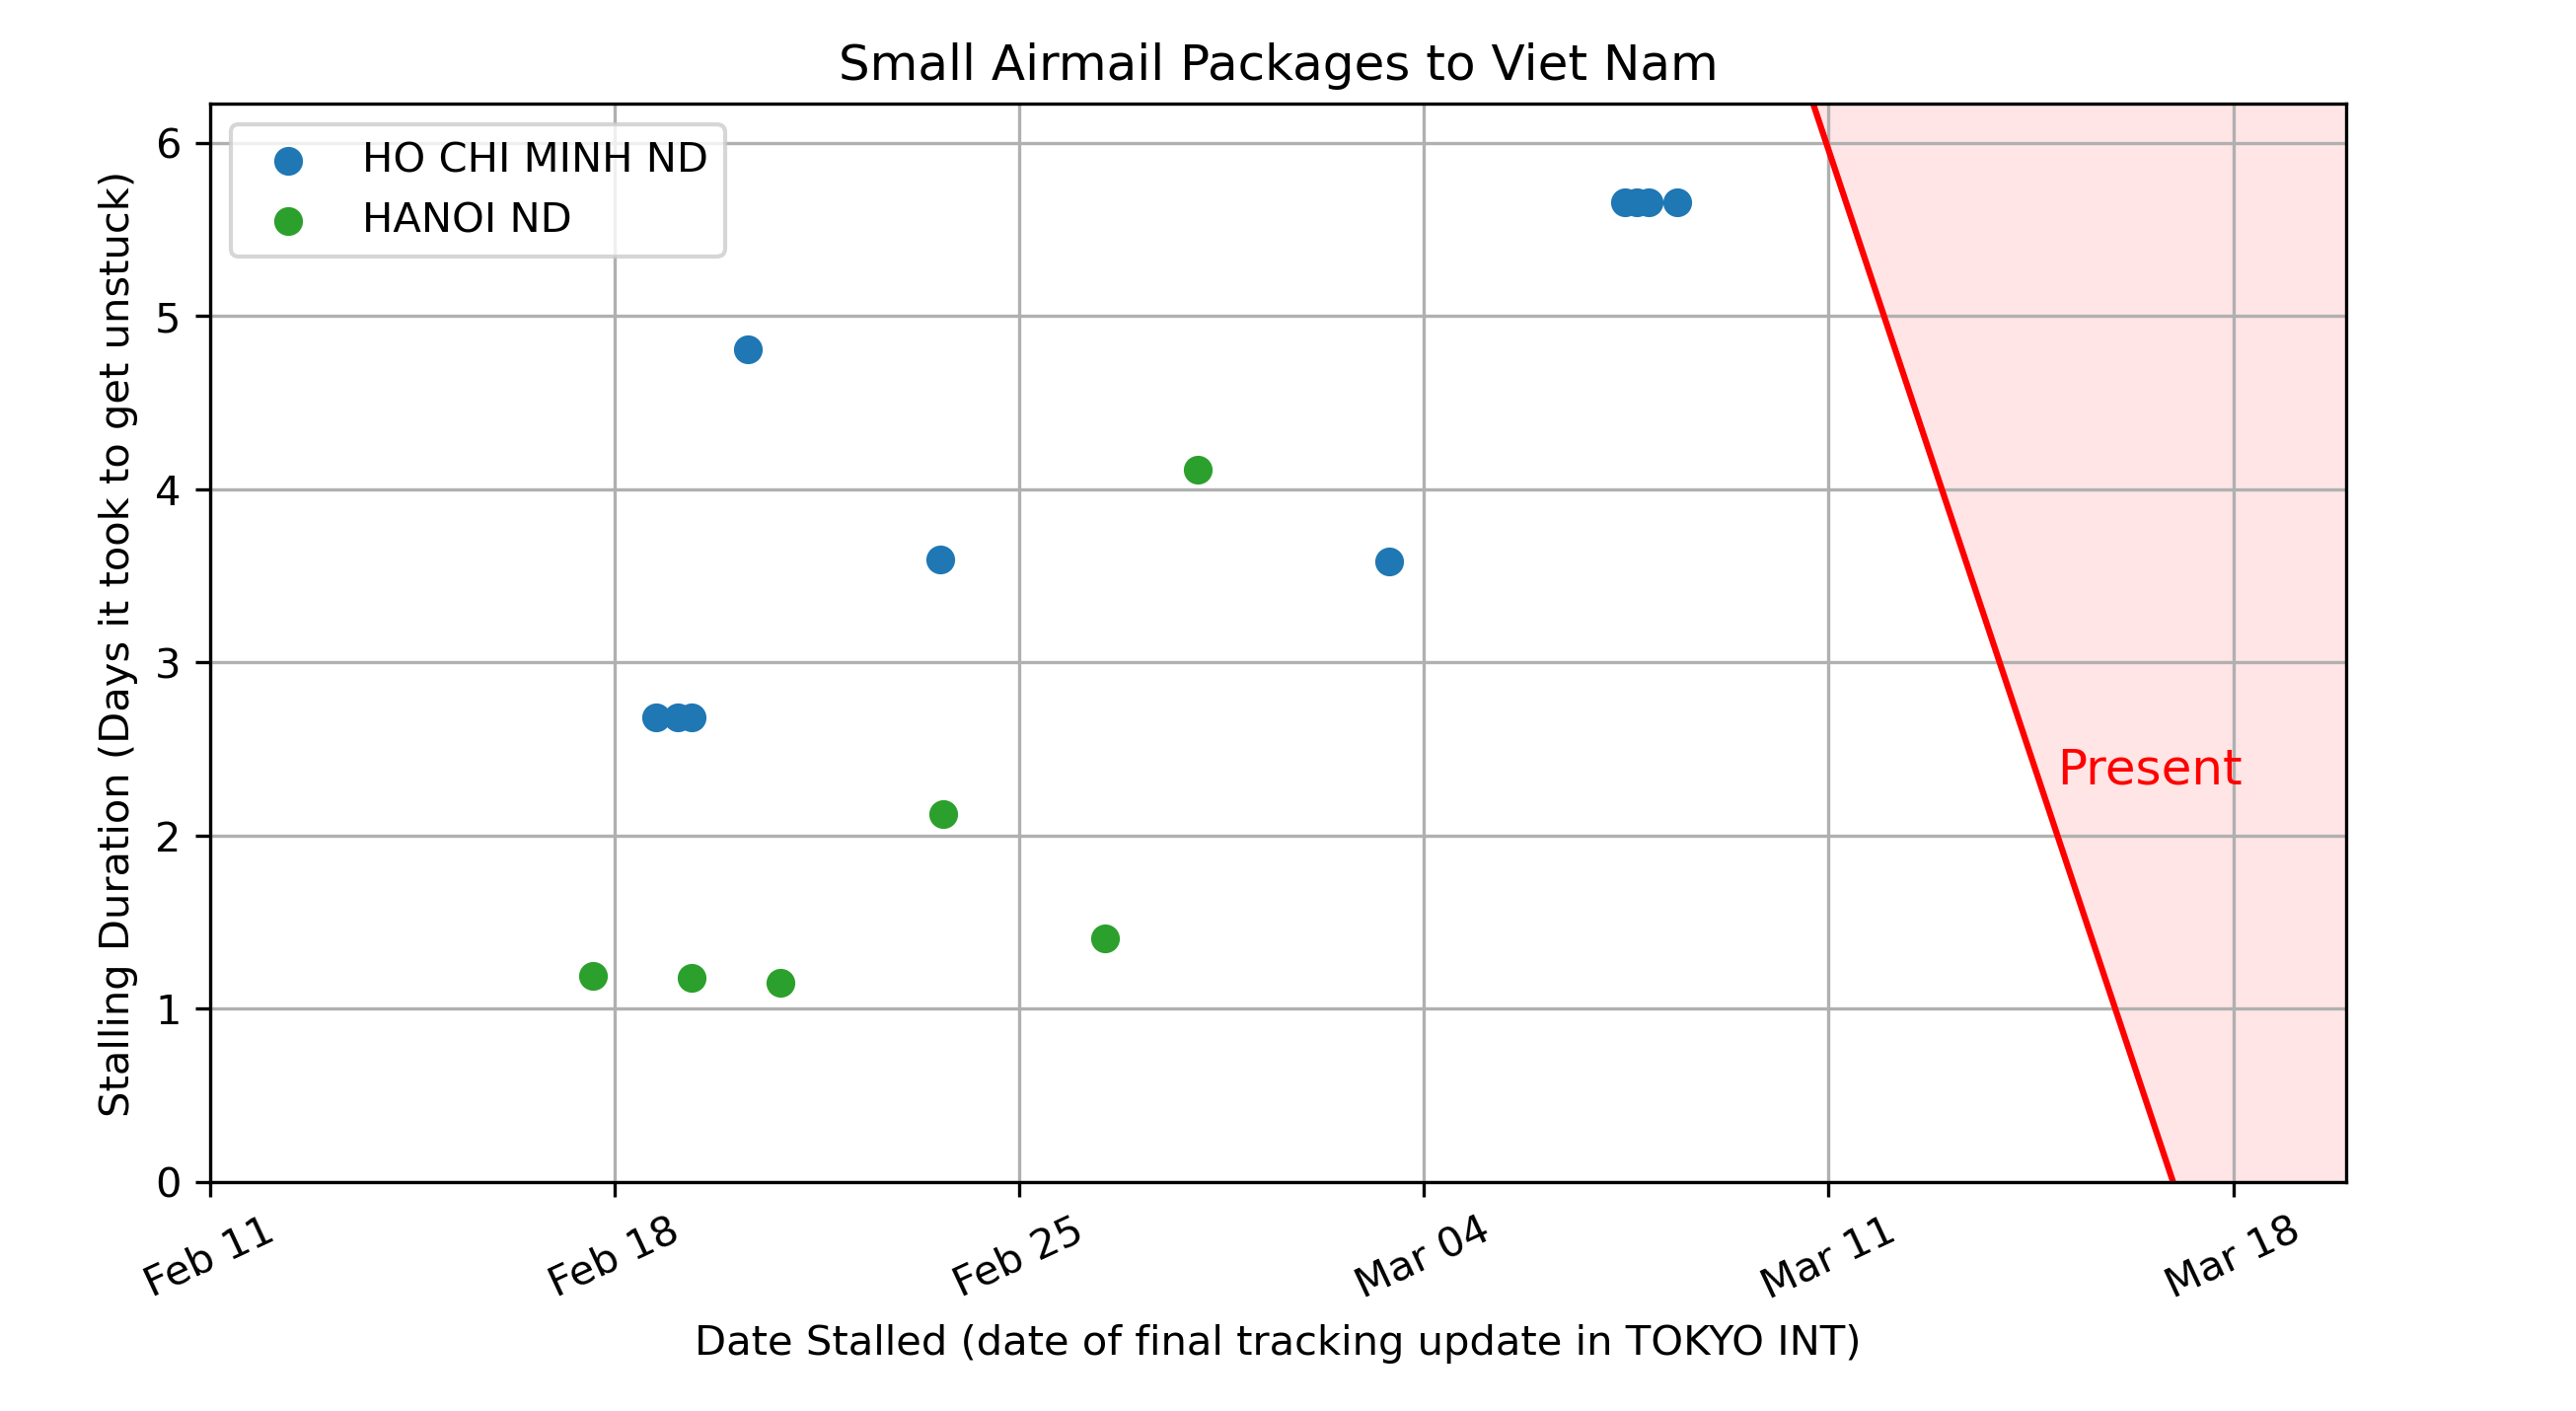 Small Airmail Packages to Viet Nam
HO CHI MINH ND
HANOI ND
Stalling Duration (Days it took to get unstuck)
6
5
4
3
2
1
0
Present
Feb 11
Feb 18
Feb 25
Mar 04
Mar 11
Mar 18
Date Stalled (date of final tracking update in TOKYO INT)